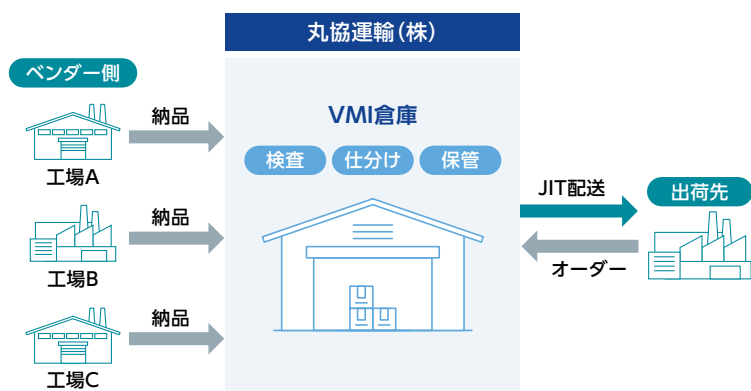 丸協運輸(株)
ベンダー側
納品
工場A
納品
工場B
納品
工場C
VMI倉庫
検査
仕分け
保管
JIT配送
オーダー
出荷先